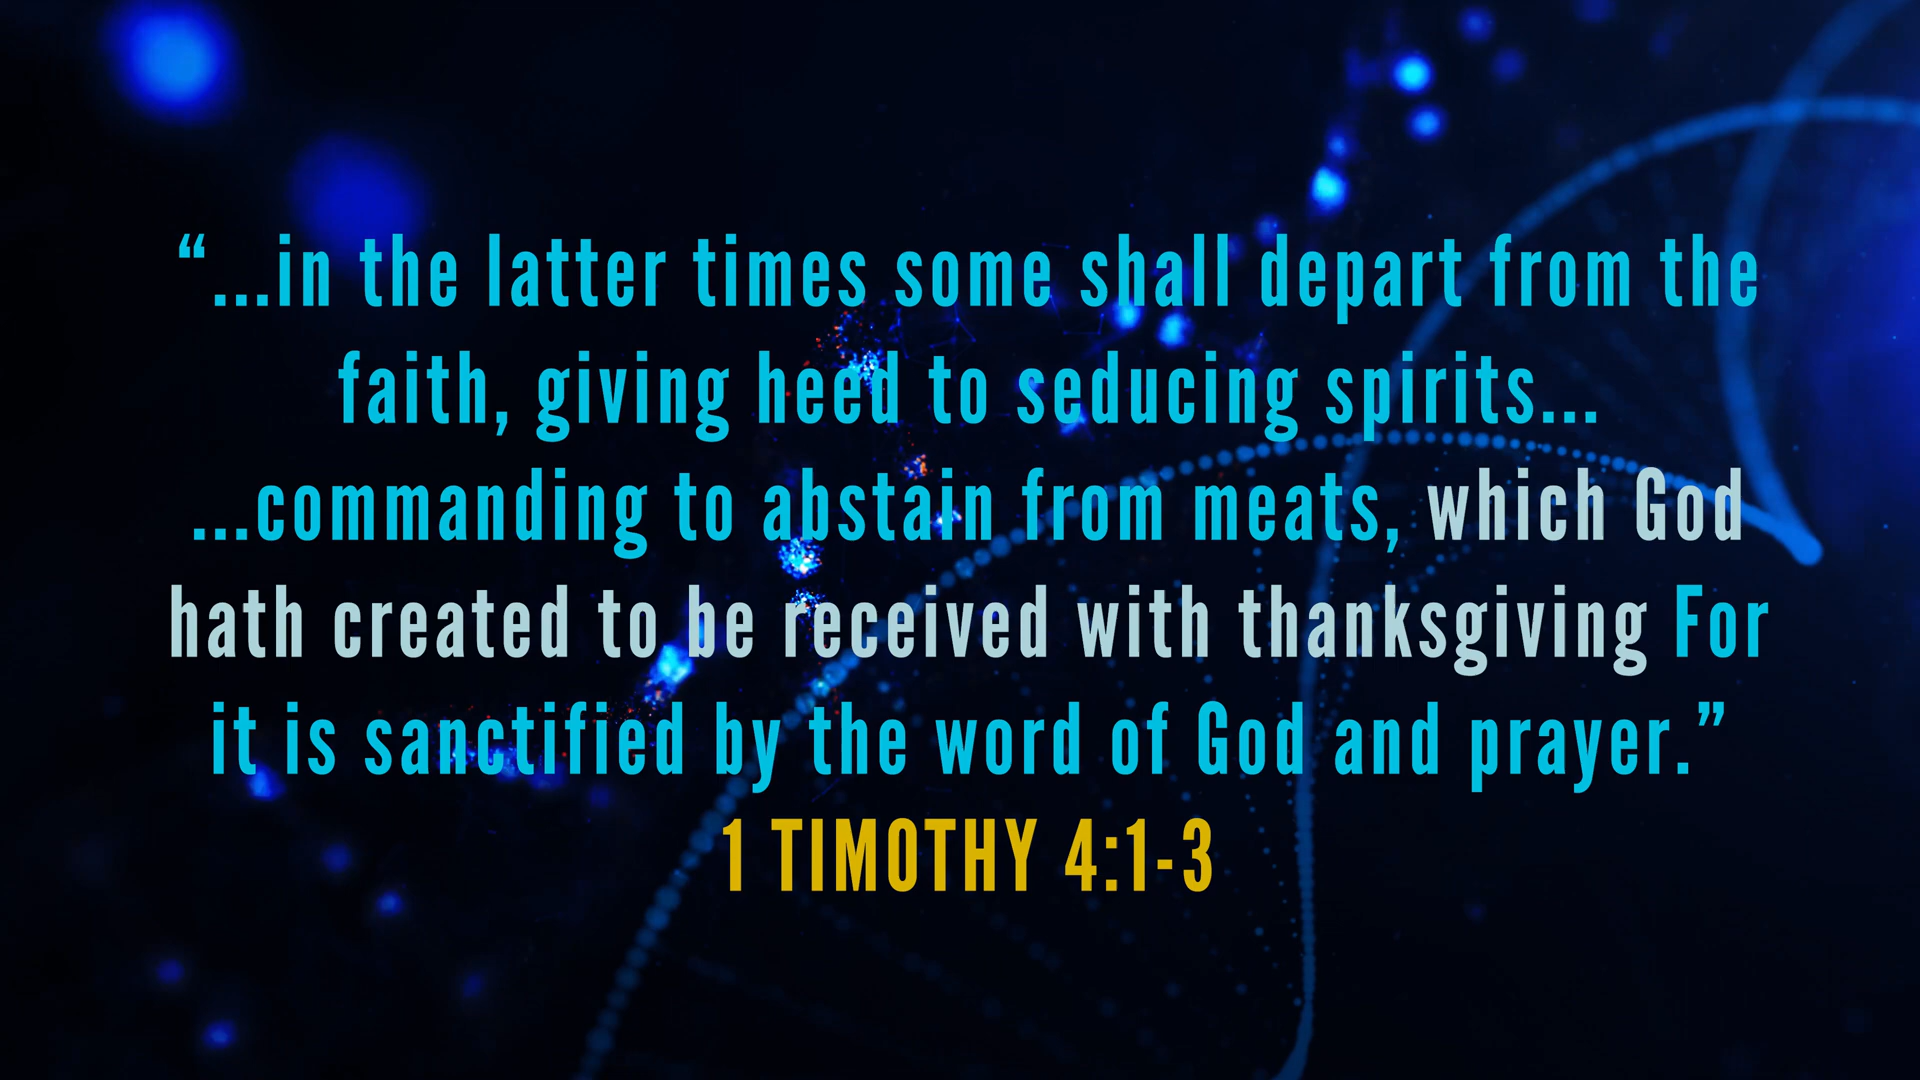 “...in the latter times some shall depart from the
faith, giving heed to seducing spirits...
...commanding to abstain from meats, which God
hath created to be received with thanksgiving For
it is sanctified by the word of God and prayer.”
1 TIMOTHY 4:1-3